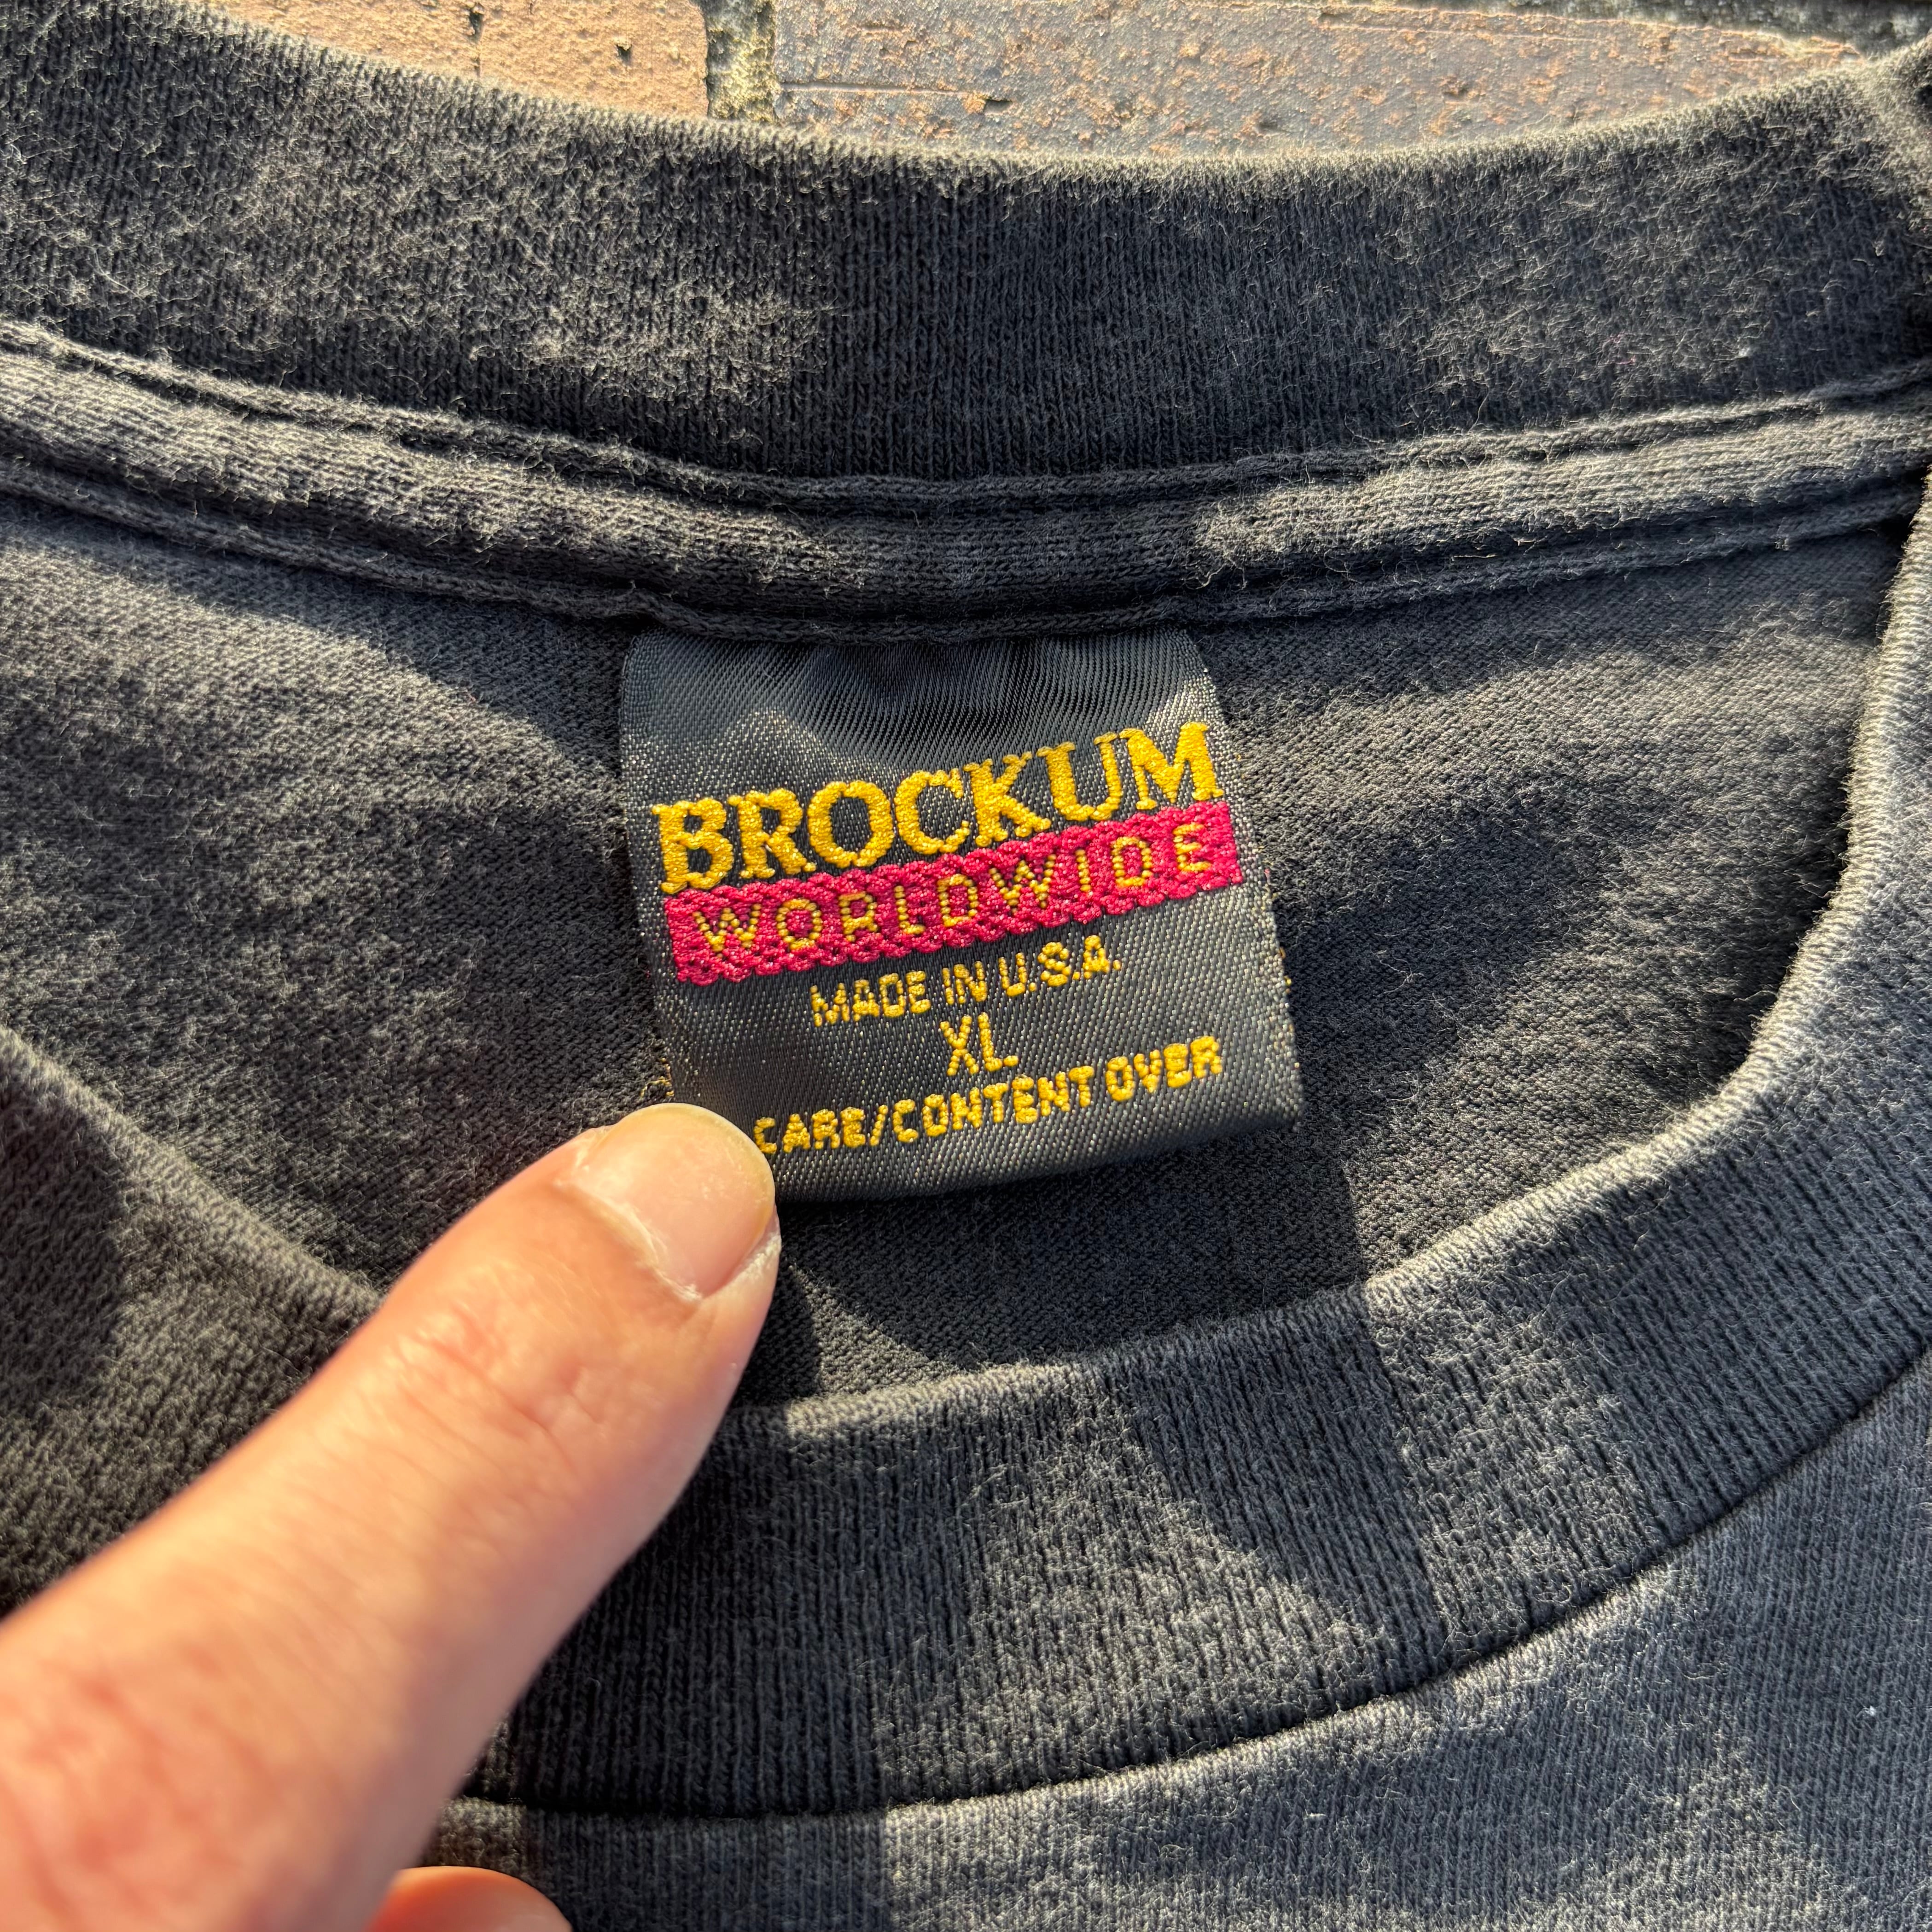 BROCKUM
WORLDWIDE
MADE IN U.S.A.
XL
CARE/CONTENT OVER